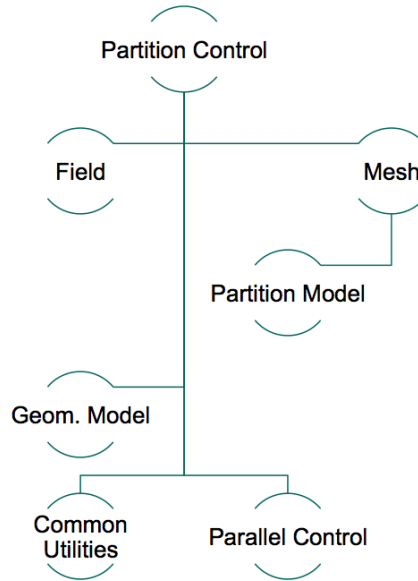 Partition Control
Field
Mesh
Partition Model
Geom. Model
Common
Utilities
Parallel Control